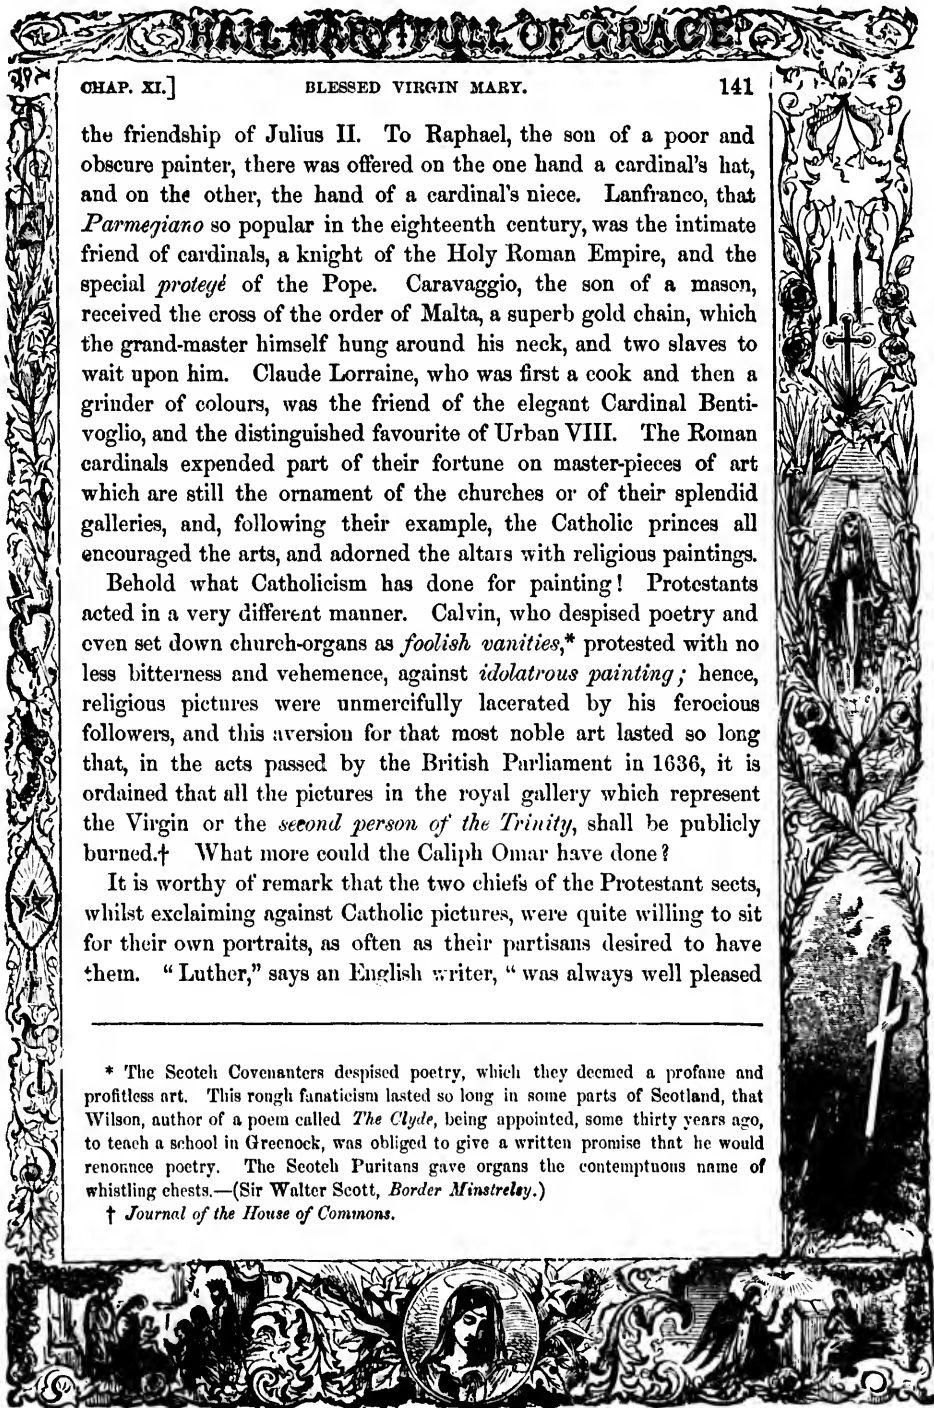 HAIL MARY FULL OF GRACE
CHAP. XI.] BLESSED VIRGIN MARY. 141
the friendship of Julius II. To Raphael, the son of a poor and
obscure painter, there was offered on the one hand a cardinal's hat,
and on the other, the hand of a cardinal's niece. Lanfranco, that
Parmegiano so popular in the eighteenth century, was the intimate
friend of cardinals, a knight of the Holy Roman Empire, and the
special protegé of the Pope. Caravaggio, the son of a mason,
received the cross of the order of Malta, a superb gold chain, which
the grand-master himself hung around his neck, and two slaves to
wait upon him. Claude Lorraine, who was first a cook and then a
grinder of colours, was the friend of the elegant Cardinal Benti-
voglio, and the distinguished favourite of Urban VIII. The Roman
cardinals expended part of their fortune on master-pieces of art
which are still the ornament of the churches or of their splendid
galleries, and, following their example, the Catholic princes all
encouraged the arts, and adorned the altars with religious paintings.
Behold what Catholicism has done for painting! Protestants
acted in a very different manner. Calvin, who despised poetry and
even set down church-organs as foolish vanities,* protested with no
less bitterness and vehemence, against idolatrous painting; hence,
religious pictures were unmercifully lacerated by his ferocious
followers, and this aversion for that most noble art lasted so long
that, in the acts passed by the British Parliament in 1636, it is
ordained that all the pictures in the royal gallery which represent
the Virgin or the second person of the Trinity, shall be publicly
burned.† What more could the Caliph Omar have done?
It is worthy of remark that the two chiefs of the Protestant sects,
whilst exclaiming against Catholic pictures, were quite willing to sit
for their own portraits, as often as their partisans desired to have
them. "Luther," says an English writer, "was always well pleased
* The Scotch Covenanters despised poetry, which they deemed a profane and
profitless art. This rough fanaticism lasted so long in some parts of Scotland, that
Wilson, author of a poem called The Clyde, being appointed, some thirty years ago,
to teach a school in Greenock, was obliged to give a written promise that he would
renounce poetry. The Scotch Puritans gave organs the contemptuous name of
whistling chests.—(Sir Walter Scott, Border Minstrelsy.)
† Journal of the House of Commons.